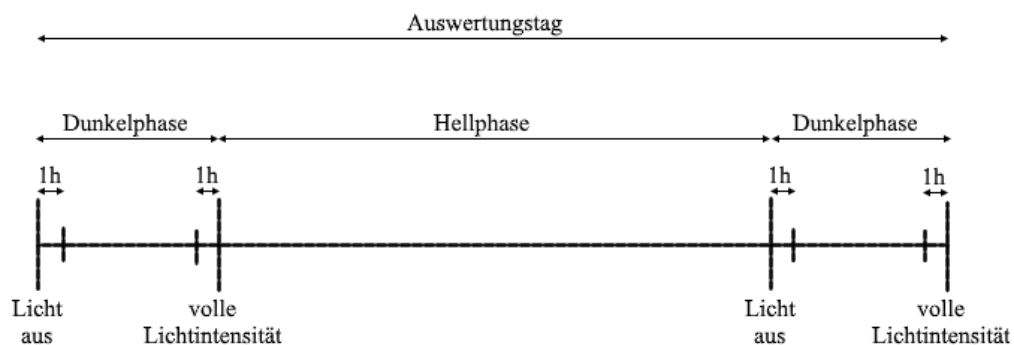 Auswertungstag
Dunkelphase Hellphase Dunkelphase
1h 1h 1h 1h
Licht volle Licht volle
aus Lichtintensität aus Lichtintensität